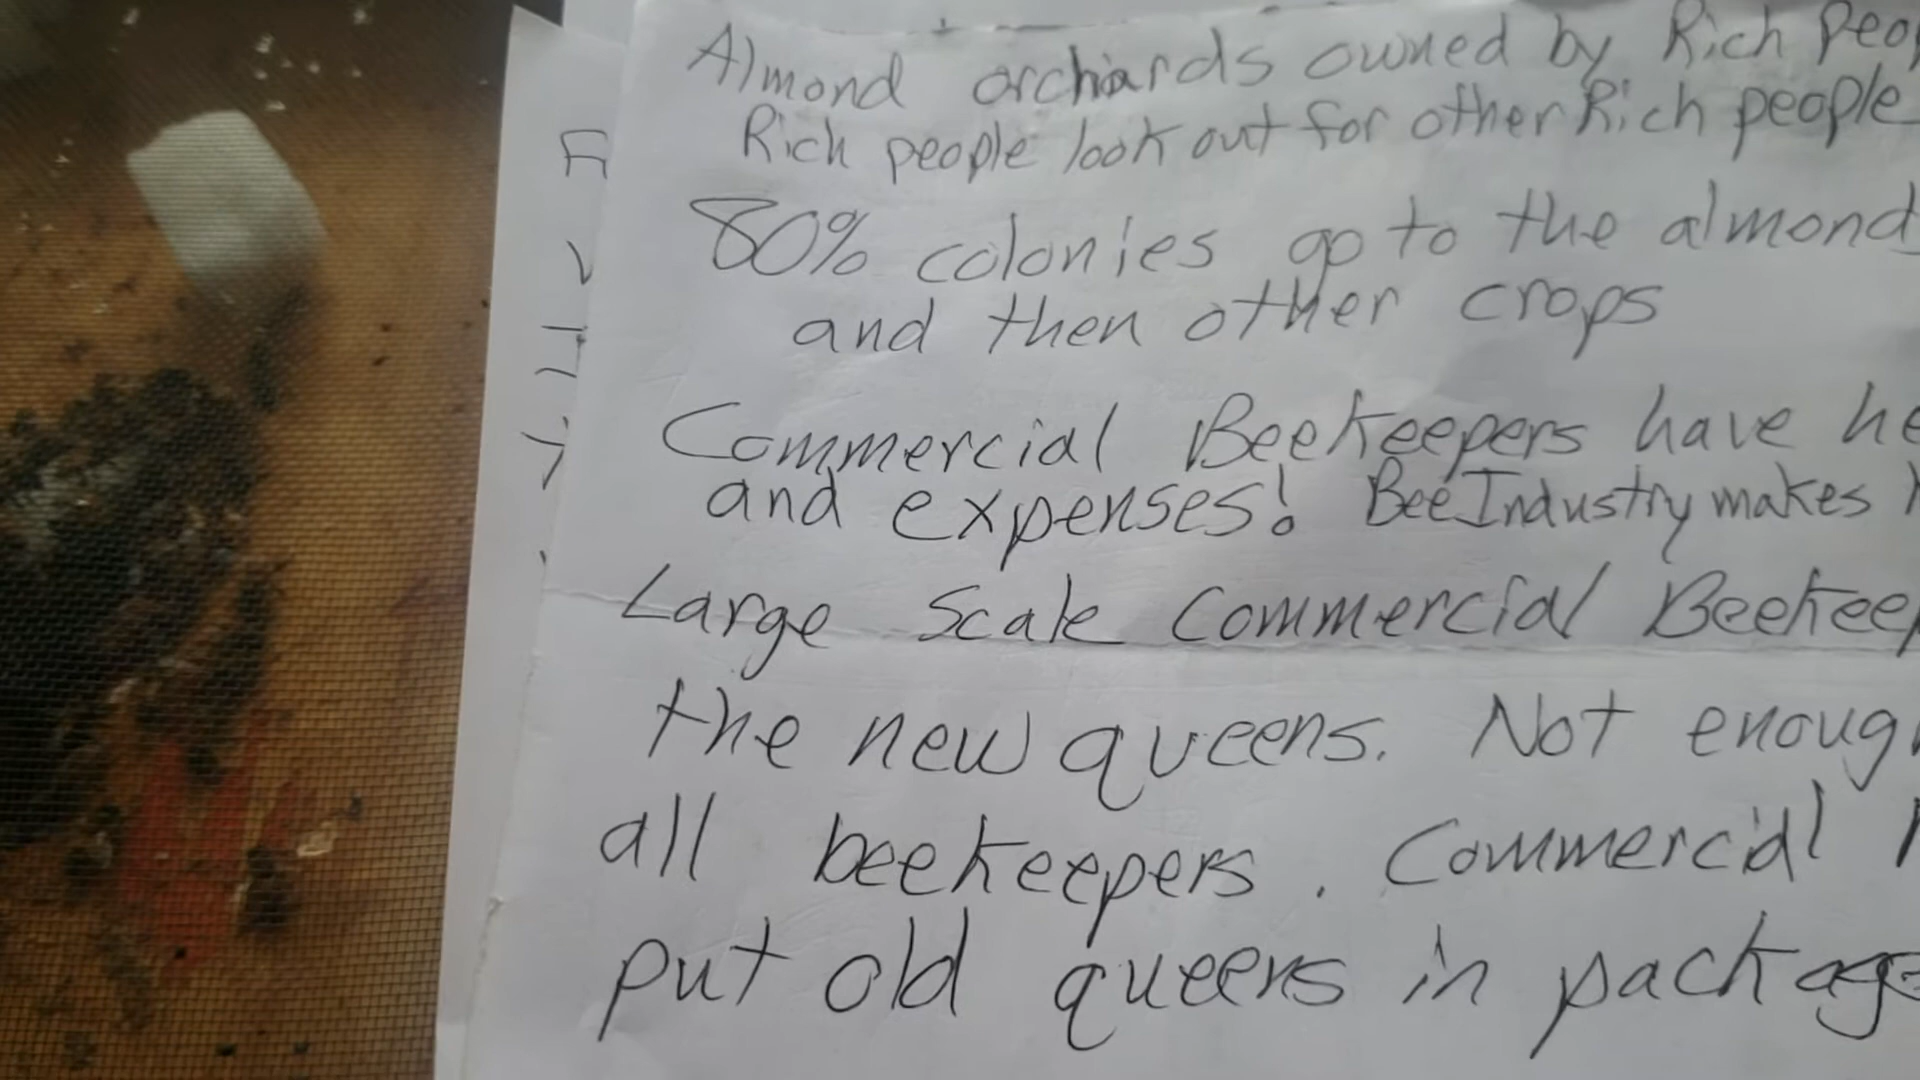 Almond orchards owned by Rich
Rich people look out for other Rich people
80% colonies go to the almond
and then other crops
Commercial Beekeepers have
and expenses! Bee Industry makes
Large Scale Commercial
the new queens. Not
all beekeepers. Commercial
put old queens in